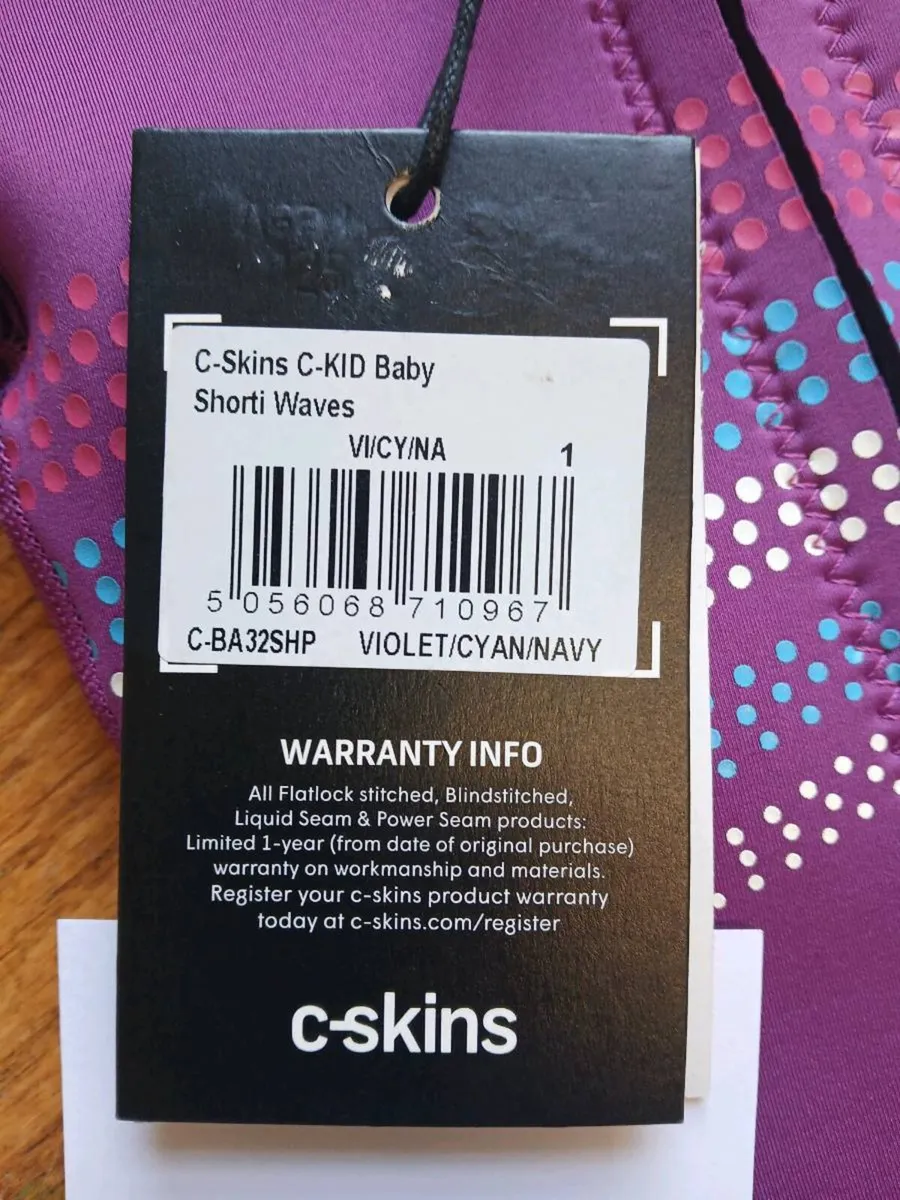 C-Skins C-KID Baby
Shorti Waves
VI/CY/NA 1
5 056068 710967
C-BA32SHP VIOLET/CYAN/NAVY
WARRANTY INFO
All Flatlock stitched, Blindstitched,
Liquid Seam & Power Seam products:
Limited 1-year (from date of original purchase)
warranty on workmanship and materials.
Register your c-skins product warranty
today at c-skins.com/register
c-skins